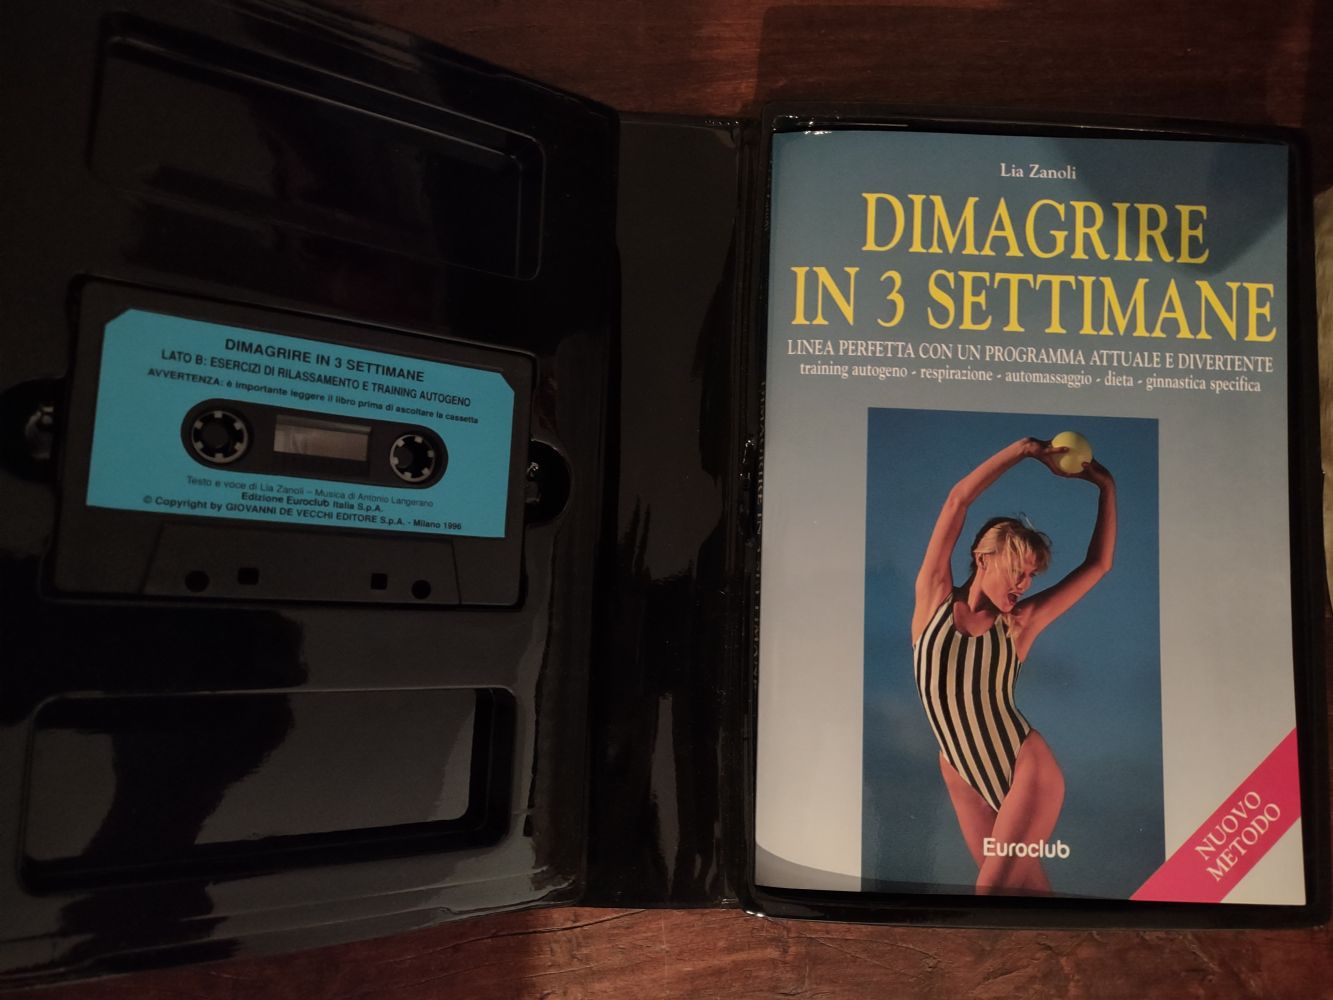 DIMAGRIRE IN 3 SETTIMANE
LATO B: ESERCIZI DI RILASSAMENTO E TRAINING AUTOGENO
AVVERTENZA: è importante leggere il libro prima di ascoltare la cassetta
Testo e voce di Lia Zanoli – Musica di Antonio Langerano
Edizione Euroclub Italia S.p.A.
© Copyright by GIOVANNI DE VECCHI EDITORE S.p.A. - Milano 1996
Lia Zanoli
DIMAGRIRE
IN 3 SETTIMANE
LINEA PERFETTA CON UN PROGRAMMA ATTUALE E DIVERTENTE
training autogeno - respirazione - automassaggio - dieta - ginnastica specifica
Euroclub
NUOVO
METODO